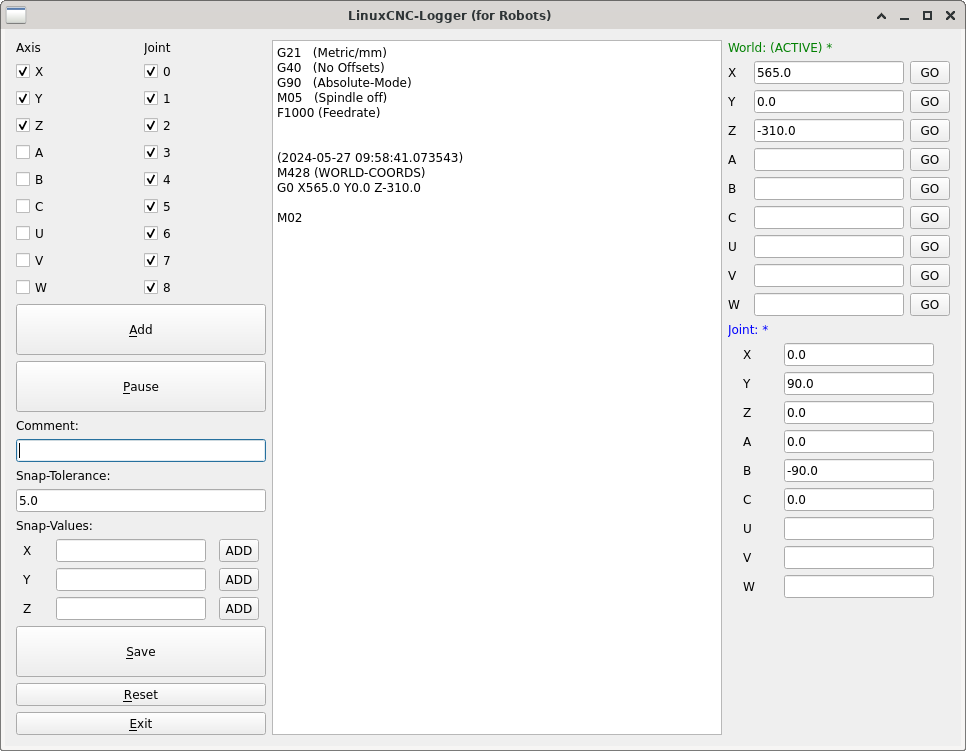 LinuxCNC-Logger (for Robots)
Axis Joint
X 0
Y 1
Z 2
A 3
B 4
C 5
U 6
V 7
W 8
Add
Pause
Comment:
Snap-Tolerance:
5.0
Snap-Values:
X ADD
Y ADD
Z ADD
Save
Reset
Exit
G21 (Metric/mm)
G40 (No Offsets)
G90 (Absolute-Mode)
M05 (Spindle off)
F1000 (Feedrate)
(2024-05-27 09:58:41.073543)
M428 (WORLD-COORDS)
G0 X565.0 Y0.0 Z-310.0
M02
World: (ACTIVE) *
X 565.0 GO
Y 0.0 GO
Z -310.0 GO
A GO
B GO
C GO
U GO
V GO
W GO
Joint: *
X 0.0
Y 90.0
Z 0.0
A 0.0
B -90.0
C 0.0
U
V
W